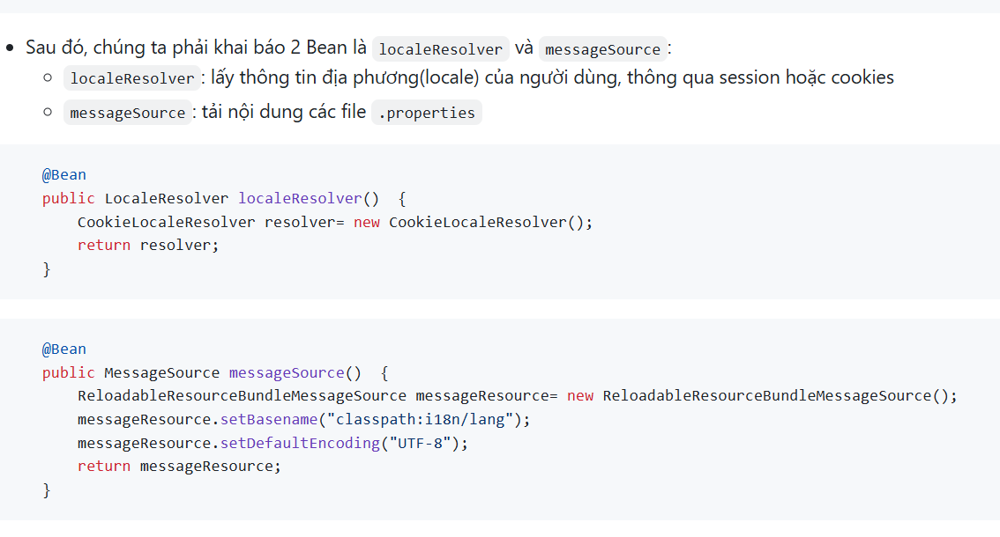 Sau đó, chúng ta phải khai báo 2 Bean là localeResolver và messageSource:
localeResolver: lấy thông tin địa phương(locale) của người dùng, thông qua session hoặc cookies
messageSource: tải nội dung các file .properties
@Bean
public LocaleResolver localeResolver()  {
    CookieLocaleResolver resolver= new CookieLocaleResolver();
    return resolver;
}
@Bean
public MessageSource messageSource()  {
    ReloadableResourceBundleMessageSource messageResource= new ReloadableResourceBundleMessageSource();
    messageResource.setBasename("classpath:i18n/lang");
    messageResource.setDefaultEncoding("UTF-8");
    return messageResource;
}